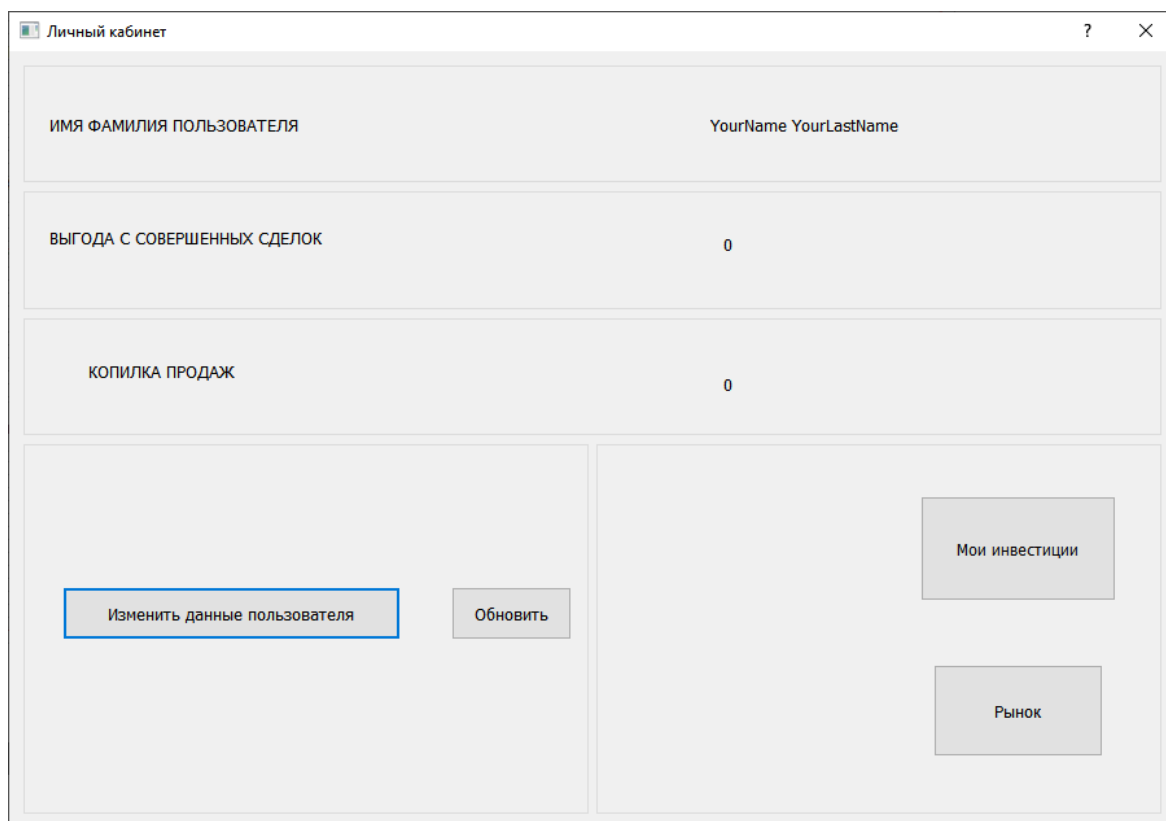 Личный кабинет
?
ИМЯ ФАМИЛИЯ ПОЛЬЗОВАТЕЛЯ
YourName YourLastName
ВЫГОДА С СОВЕРШЕННЫХ СДЕЛОК
0
КОПИЛКА ПРОДАЖ
0
Изменить данные пользователя
Обновить
Мои инвестиции
Рынок